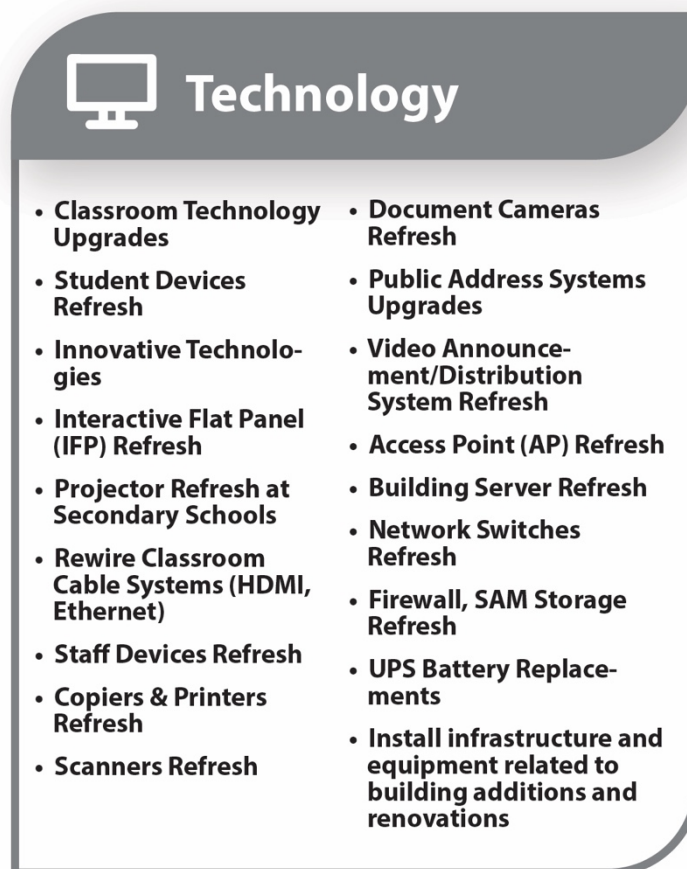 Technology
• Classroom Technology
Upgrades
• Student Devices
Refresh
• Innovative Technolo-
gies
• Interactive Flat Panel
(IFP) Refresh
• Projector Refresh at
Secondary Schools
• Rewire Classroom
Cable Systems (HDMI,
Ethernet)
• Staff Devices Refresh
• Copiers & Printers
Refresh
• Scanners Refresh
• Document Cameras
Refresh
• Public Address Systems
Upgrades
• Video Announce-
ment/Distribution
System Refresh
• Access Point (AP) Refresh
• Building Server Refresh
• Network Switches
Refresh
• Firewall, SAM Storage
Refresh
• UPS Battery Replace-
ments
• Install infrastructure and
equipment related to
building additions and
renovations